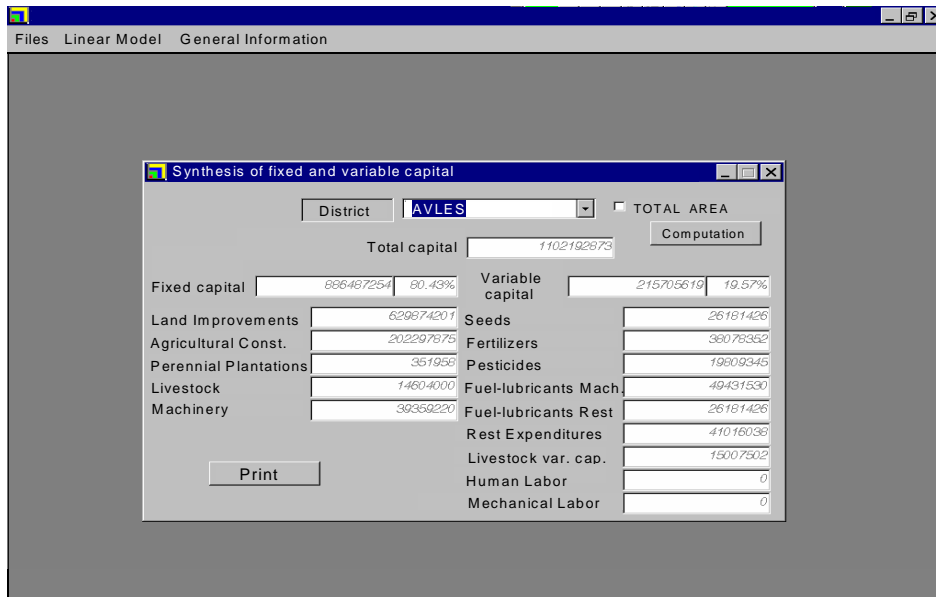 Files Linear Model General Information
Synthesis of fixed and variable capital
District AVLES TOTAL AREA
Computation
Total capital 1102192873
Fixed capital 886487254 80.43% Variable capital 215705619 19.57%
Land Improvements 629874201 Seeds 26181426
Agricultural Const. 202297875 Fertilizers 38078352
Perennial Plantations 351958 Pesticides 19809345
Livestock 14604000 Fuel-lubricants Mach. 49431530
Machinery 39359220 Fuel-lubricants Rest 26181426
Rest Expenditures 41016038
Livestock var. cap. 15007502
Print Human Labor 0
Mechanical Labor 0